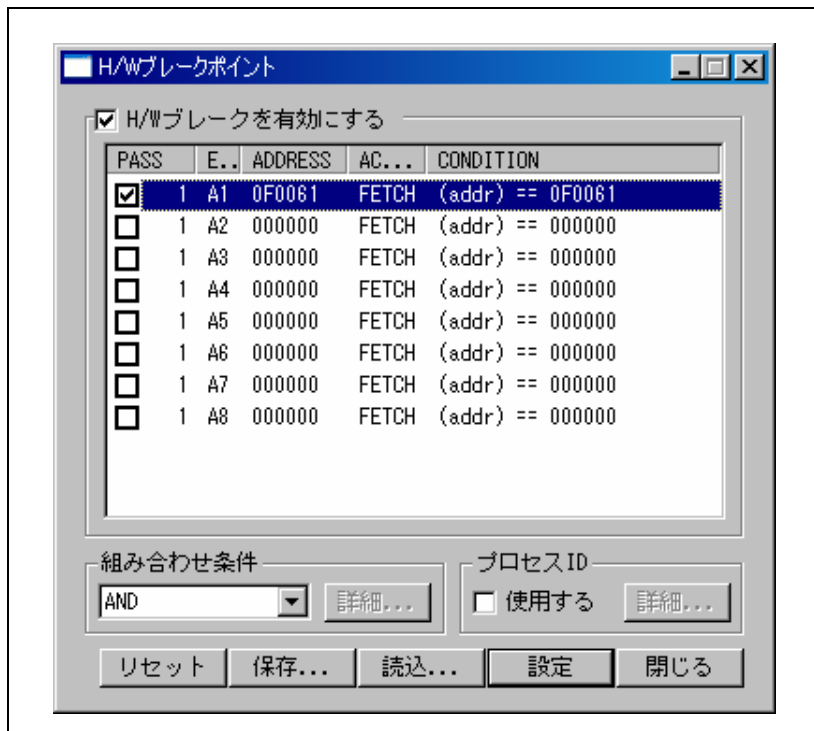 H/Wブレークポイント
H/Wブレークを有効にする
PASS E.. ADDRESS AC... CONDITION
1 A1 0F0061 FETCH (addr) == 0F0061
1 A2 000000 FETCH (addr) == 000000
1 A3 000000 FETCH (addr) == 000000
1 A4 000000 FETCH (addr) == 000000
1 A5 000000 FETCH (addr) == 000000
1 A6 000000 FETCH (addr) == 000000
1 A7 000000 FETCH (addr) == 000000
1 A8 000000 FETCH (addr) == 000000
組み合わせ条件 プロセスID
AND 詳細... 使用する 詳細...
リセット 保存... 読込... 設定 閉じる